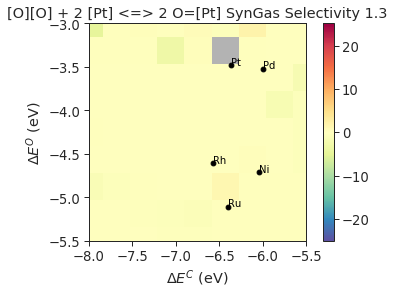 [O][O] + 2 [Pt] <=> 2 O=[Pt] SynGas Selectivity 1.3
−3.0
−3.5
−4.0
−4.5
−5.0
−5.5
ΔE^O (eV)
Pt
Pd
Rh
Ni
Ru
−8.0 −7.5 −7.0 −6.5 −6.0 −5.5
ΔE^C (eV)
20
10
0
−10
−20